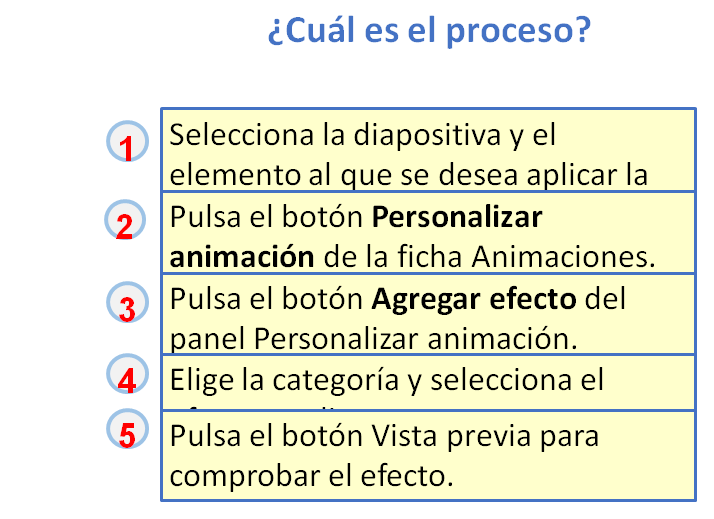 ¿Cuál es el proceso?
1
Selecciona la diapositiva y el
elemento al que se desea aplicar la
2
Pulsa el botón Personalizar
animación de la ficha Animaciones.
3
Pulsa el botón Agregar efecto del
panel Personalizar animación.
4
Elige la categoría y selecciona el
5
Pulsa el botón Vista previa para
comprobar el efecto.